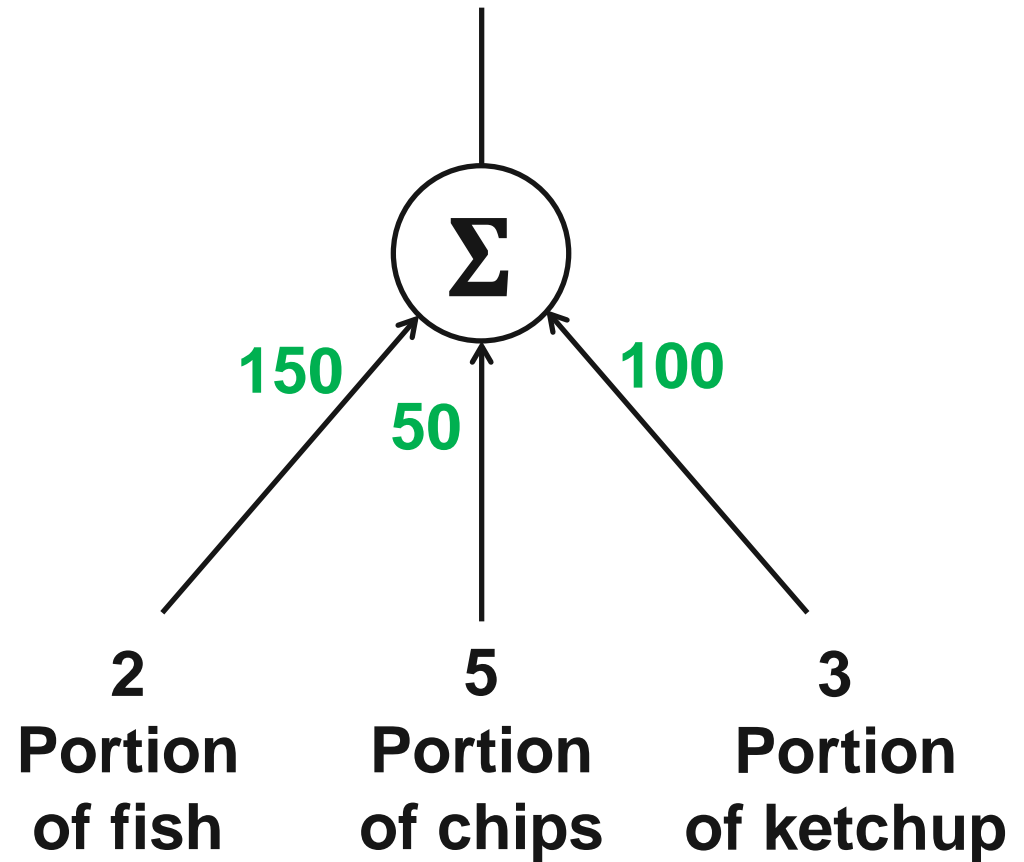 Σ
150
50
100
2
Portion
of fish
5
Portion
of chips
3
Portion
of ketchup